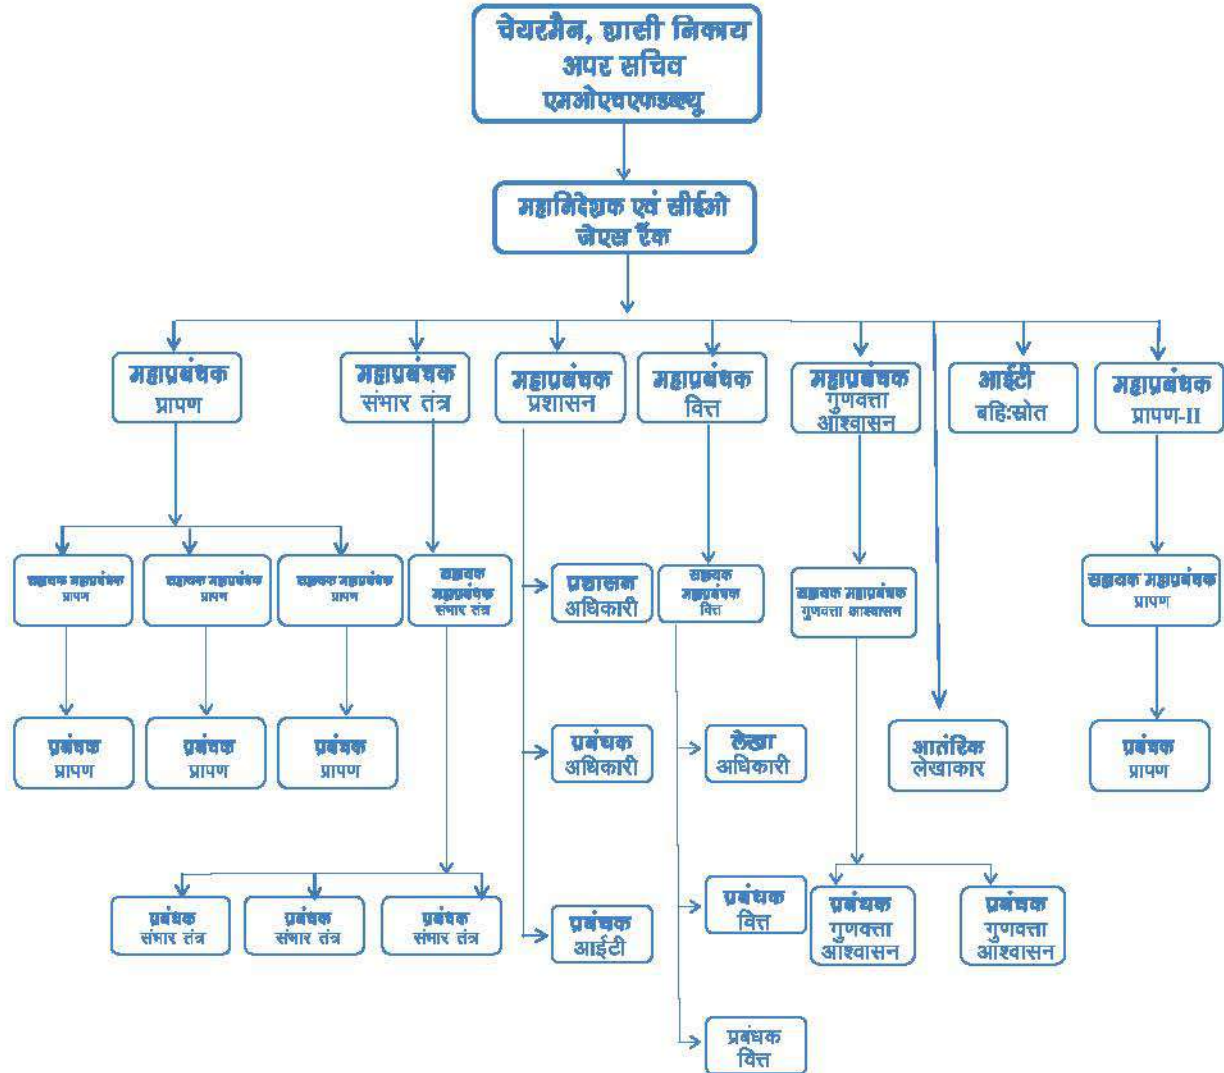 चेयरमैन, शासी निकाय
अपर सचिव
एमओएचएफडब्ल्यू
महानिदेशक एवं सीईओ
जेएस रैंक
महाप्रबंधक
प्रापण
महाप्रबंधक
संभार तंत्र
महाप्रबंधक
प्रशासन
महाप्रबंधक
वित्त
महाप्रबंधक
गुणवत्ता
आश्वासन
आईटी
बहिःस्रोत
महाप्रबंधक
प्रापण-II
सहायक महाप्रबंधक
प्रापण
सहायक महाप्रबंधक
प्रापण
सहायक महाप्रबंधक
प्रापण
सहायक
महाप्रबंधक
संभार तंत्र
प्रशासन
अधिकारी
सहायक
महाप्रबंधक
वित्त
सहायक महाप्रबंधक
गुणवत्ता आश्वासन
सहायक महाप्रबंधक
प्रापण
प्रबंधक
प्रापण
प्रबंधक
प्रापण
प्रबंधक
प्रापण
प्रबंधक
अधिकारी
लेखा
अधिकारी
आतंरिक
लेखाकार
प्रबंधक
प्रापण
प्रबंधक
संभार तंत्र
प्रबंधक
संभार तंत्र
प्रबंधक
संभार तंत्र
प्रबंधक
आईटी
प्रबंधक
वित्त
प्रबंधक
गुणवत्ता
आश्वासन
प्रबंधक
गुणवत्ता
आश्वासन
प्रबंधक
वित्त